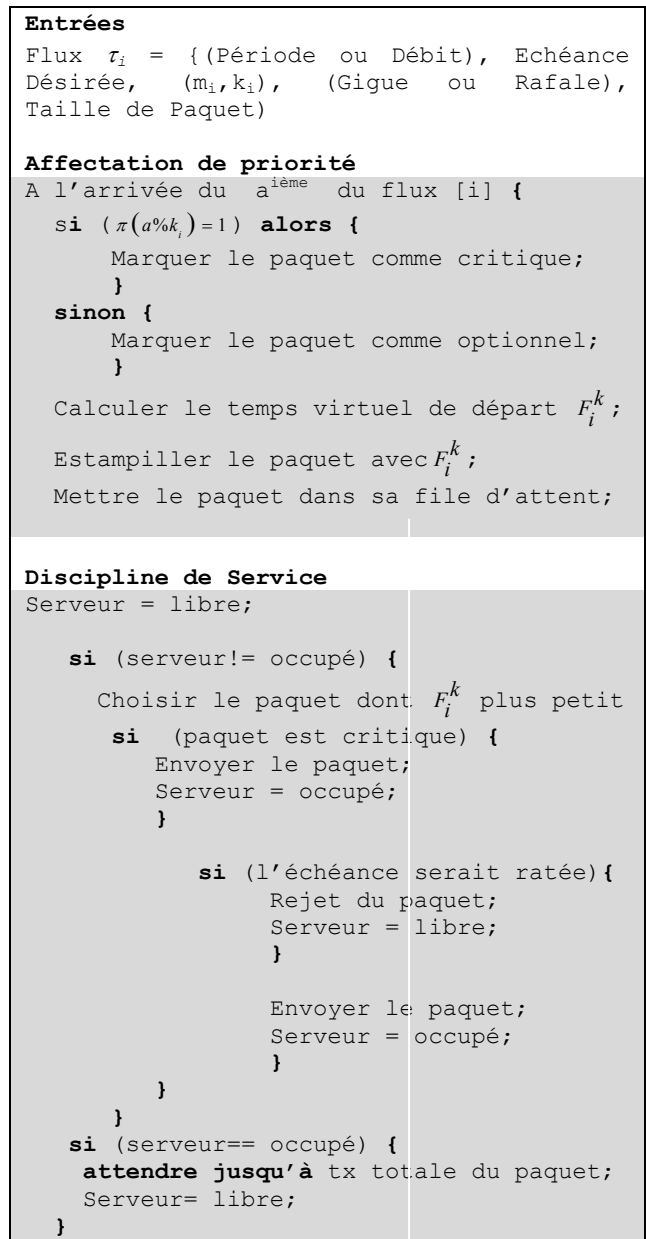 Entrées
Flux τi = {(Période ou Débit), Echéance
Désirée, (mi,ki), (Gigue ou Rafale),
Taille de Paquet)
Affectation de priorité
A l'arrivée du aième du flux [i] {
si (π(a%ki)=1) alors {
Marquer le paquet comme critique;
}
sinon {
Marquer le paquet comme optionnel;
}
Calculer le temps virtuel de départ F_i^k;
Estampiller le paquet avec F_i^k;
Mettre le paquet dans sa file d'attent;
Discipline de Service
Serveur = libre;
si (serveur!= occupé) {
Choisir le paquet dont F_i^k plus petit
si (paquet est critique) {
Envoyer le paquet;
Serveur = occupé;
}
si (l'échéance serait ratée){
Rejet du paquet;
Serveur = libre;
}
Envoyer le paquet;
Serveur = occupé;
}
}
}
si (serveur== occupé) {
attendre jusqu'à tx totale du paquet;
Serveur= libre;
}